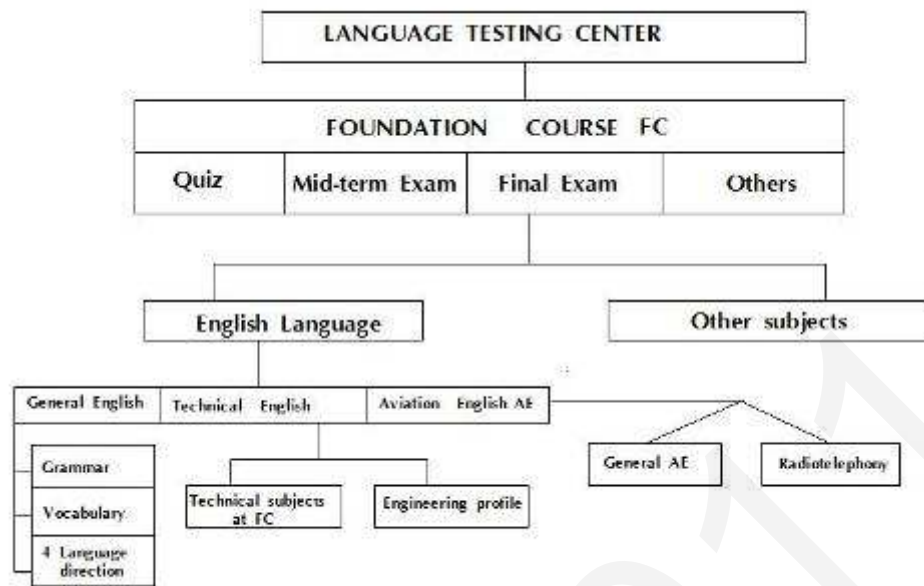 LANGUAGE TESTING CENTER
FOUNDATION COURSE FC
Quiz Mid-term Exam Final Exam Others
English Language Other subjects
General English Technical English Aviation English AE
Grammar
Vocabulary
4 Language
direction
Technical subjects
at FC
Engineering profile
General AE Radiotelephony